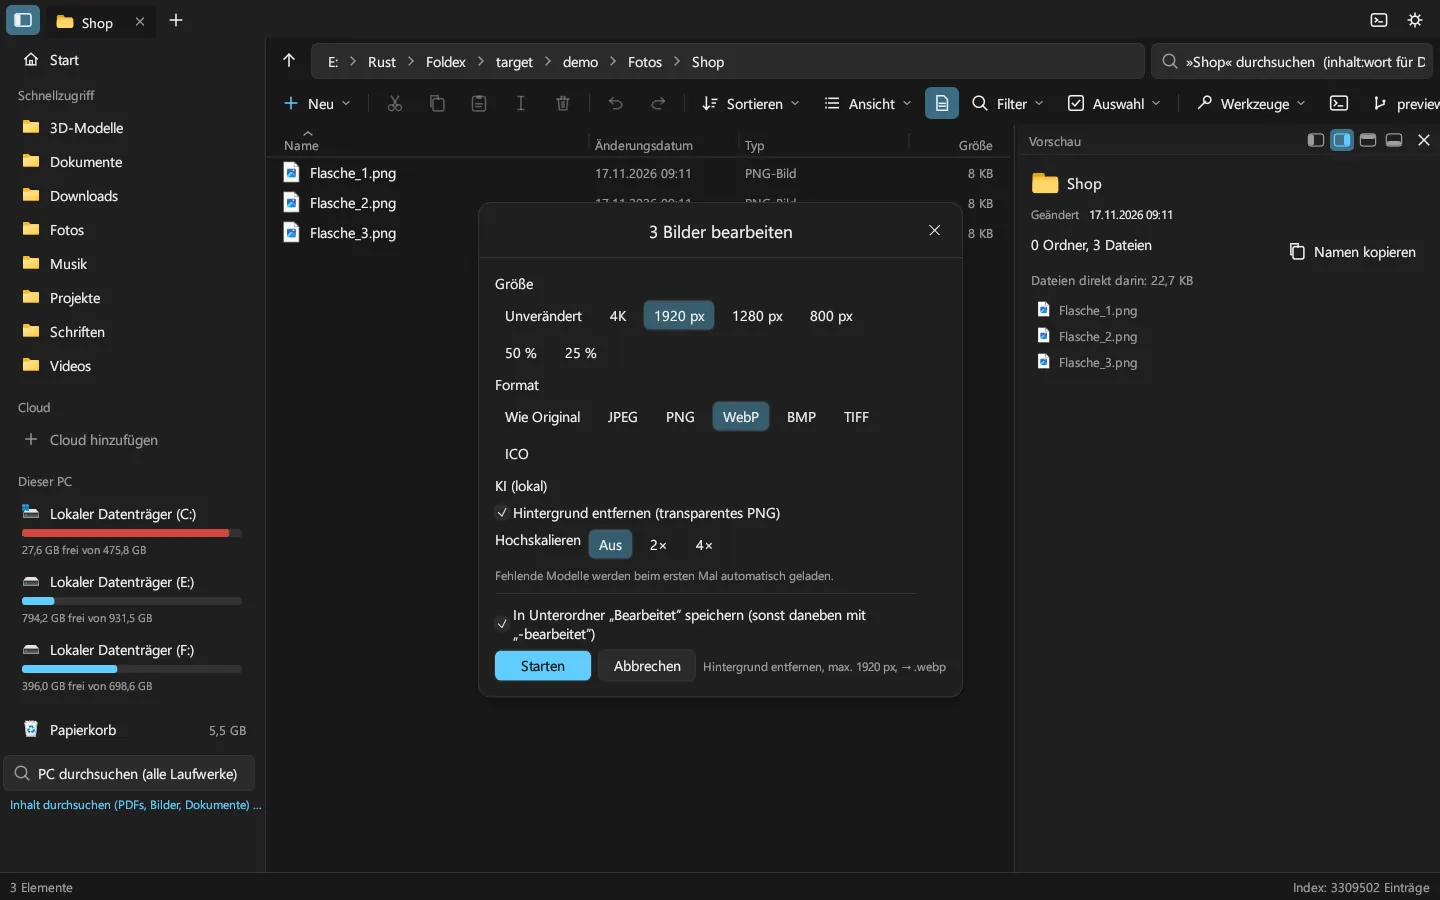 Shop
Start
Schnellzugriff
3D-Modelle
Dokumente
Downloads
Fotos
Musik
Projekte
Schriften
Videos
Cloud
Cloud hinzufügen
Dieser PC
Lokaler Datenträger (C:)
27,6 GB frei von 475,8 GB
Lokaler Datenträger (E:)
794,2 GB frei von 931,5 GB
Lokaler Datenträger (F:)
396,0 GB frei von 698,6 GB
Papierkorb 5,5 GB
PC durchsuchen (alle Laufwerke)
Inhalt durchsuchen (PDFs, Bilder, Dokumente) ...
E: Rust Foldex target demo Fotos Shop
»Shop« durchsuchen (inhalt:wort für D
Neu Sortieren Ansicht Filter Auswahl Werkzeuge preview
Name Änderungsdatum Typ Größe
Flasche_1.png 17.11.2026 09:11 PNG-Bild 8 KB
Flasche_2.png 17.11.2026 09:11 PNG-Bild 8 KB
Flasche_3.png 8 KB
3 Bilder bearbeiten
Größe
Unverändert 4K 1920 px 1280 px 800 px
50 % 25 %
Format
Wie Original JPEG PNG WebP BMP TIFF
ICO
KI (lokal)
Hintergrund entfernen (transparentes PNG)
Hochskalieren Aus 2× 4×
Fehlende Modelle werden beim ersten Mal automatisch geladen.
In Unterordner „Bearbeitet“ speichern (sonst daneben mit
„-bearbeitet“)
Starten Abbrechen Hintergrund entfernen, max. 1920 px, → .webp
Vorschau
Shop
Geändert 17.11.2026 09:11
0 Ordner, 3 Dateien
Namen kopieren
Dateien direkt darin: 22,7 KB
Flasche_1.png
Flasche_2.png
Flasche_3.png
3 Elemente
Index: 3309502 Einträge